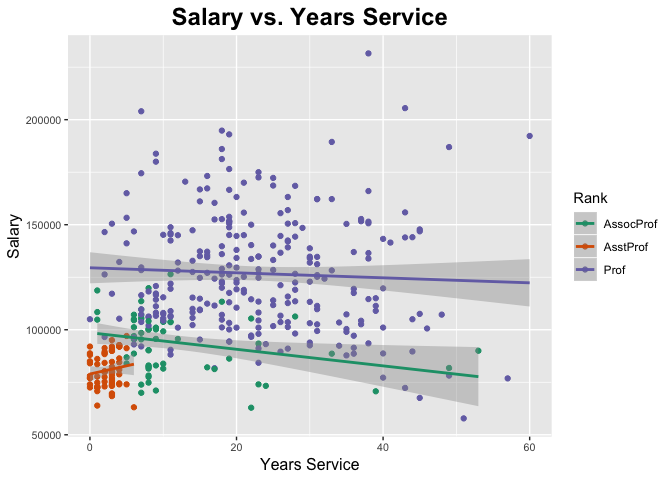 Salary vs. Years Service
Salary
200000
150000
100000
50000
0
20
40
60
Years Service
Rank
AssocProf
AsstProf
Prof